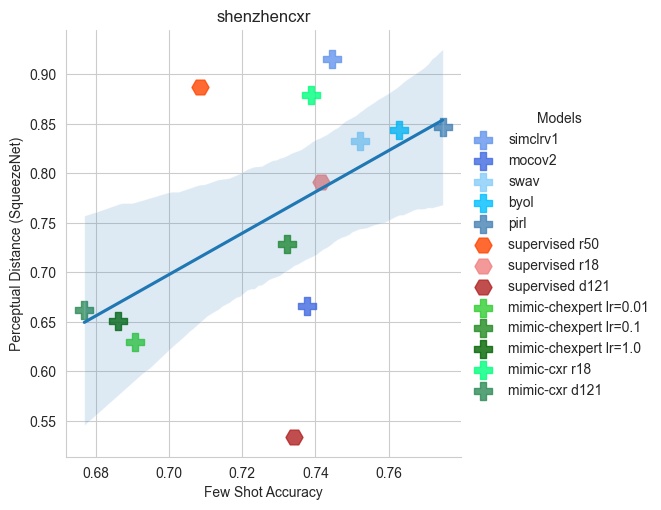 shenzhencxr
Perceptual Distance (SqueezeNet)
0.90
0.85
0.80
0.75
0.70
0.65
0.60
0.55
0.68
0.70
0.72
0.74
0.76
Few Shot Accuracy
Models
simclrv1
mocov2
swav
byol
pirl
supervised r50
supervised r18
supervised d121
mimic-chexpert lr=0.01
mimic-chexpert lr=0.1
mimic-chexpert lr=1.0
mimic-cxr r18
mimic-cxr d121